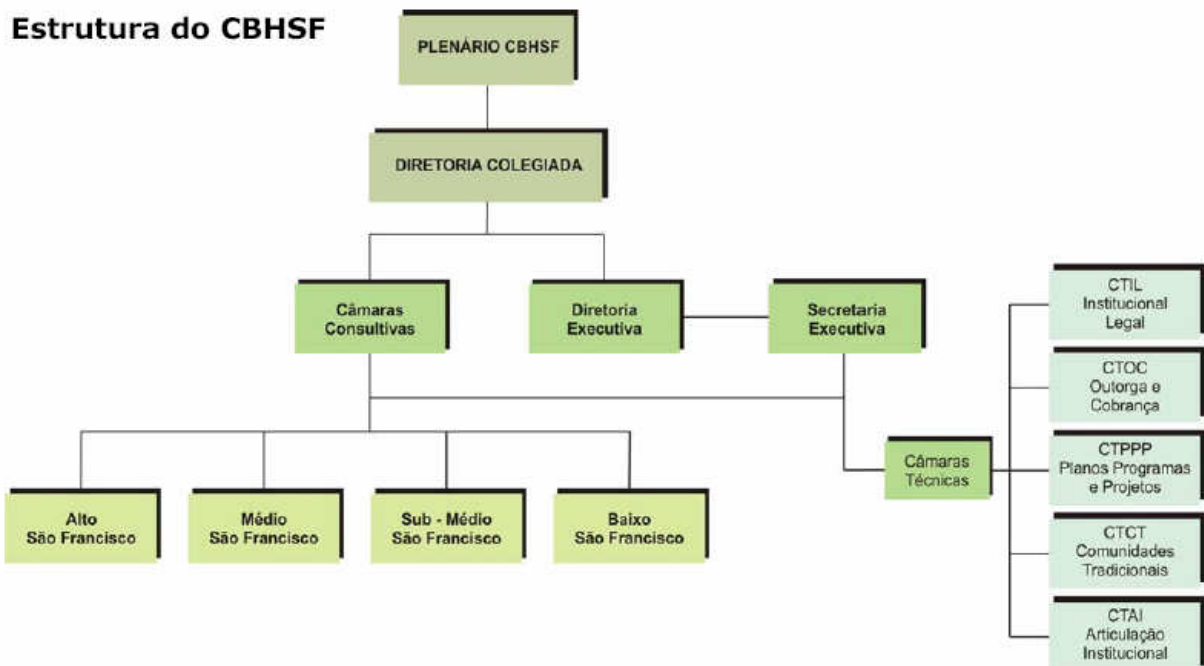 Estrutura do CBHSF
PLENÁRIO CBHSF
DIRETORIA COLEGIADA
Câmaras
Consultivas
Diretoria
Executiva
Secretaria
Executiva
Alto
São Francisco
Médio
São Francisco
Sub - Médio
São Francisco
Baixo
São Francisco
Câmaras
Técnicas
CTIL
Institucional
Legal
CTOC
Outorga e
Cobrança
CTPPP
Planos Programas
e Projetos
CTCT
Comunidades
Tradicionais
CTAI
Articulação
Institucional